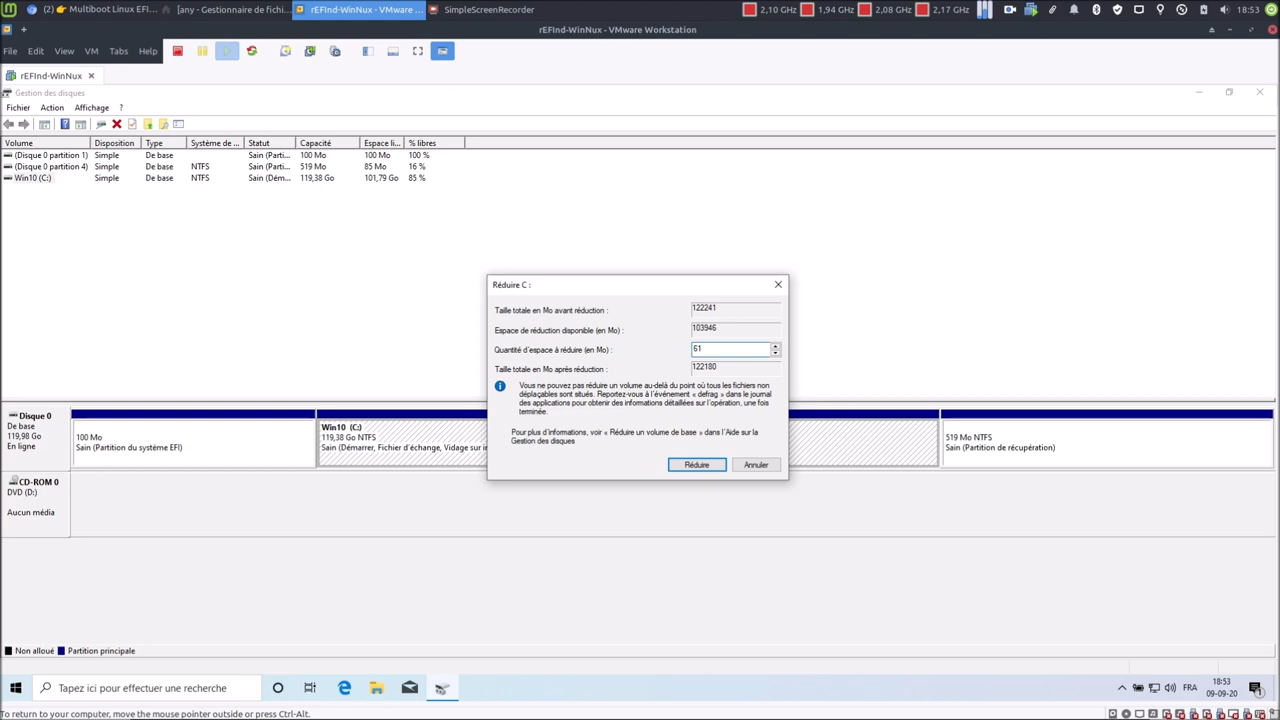 (2) 👉 Multiboot Linux EFI...
[any - Gestionnaire de fichi...
rEFInd-WinNux - VMware ...
SimpleScreenRecorder
2,10 GHz
1,94 GHz
2,08 GHz
2,17 GHz
18:53
rEFInd-WinNux - VMware Workstation
File Edit View VM Tabs Help
rEFInd-WinNux
Gestion des disques
Fichier Action Affichage ?
Volume Disposition Type Système de ... Statut Capacité Espace li... % libres
(Disque 0 partition 1) Simple De base Sain (Parti... 100 Mo 100 Mo 100 %
(Disque 0 partition 4) Simple De base NTFS Sain (Parti... 519 Mo 85 Mo 16 %
Win10 (C:) Simple De base NTFS Sain (Dém... 119,38 Go 101,79 Go 85 %
Réduire C :
Taille totale en Mo avant réduction : 122241
Espace de réduction disponible (en Mo) : 103946
Quantité d'espace à réduire (en Mo) : 61
Taille totale en Mo après réduction : 122180
Vous ne pouvez pas réduire un volume au-delà du point où tous les fichiers non
déplaçables sont situés. Reportez-vous à l'événement « defrag » dans le journal
des applications pour obtenir des informations détaillées sur l'opération, une fois
terminée.
Pour plus d'informations, voir « Réduire un volume de base » dans l'Aide sur la
Gestion des disques
Réduire Annuler
Disque 0
De base
119,98 Go
En ligne
100 Mo
Sain (Partition du système EFI)
Win10 (C:)
119,38 Go NTFS
Sain (Démarrer, Fichier d'échange, Vidage sur in
519 Mo NTFS
Sain (Partition de récupération)
CD-ROM 0
DVD (D:)
Aucun média
Non alloué Partition principale
Tapez ici pour effectuer une recherche
FRA
18:53
09-09-20
To return to your computer, move the mouse pointer outside or press Ctrl-Alt.